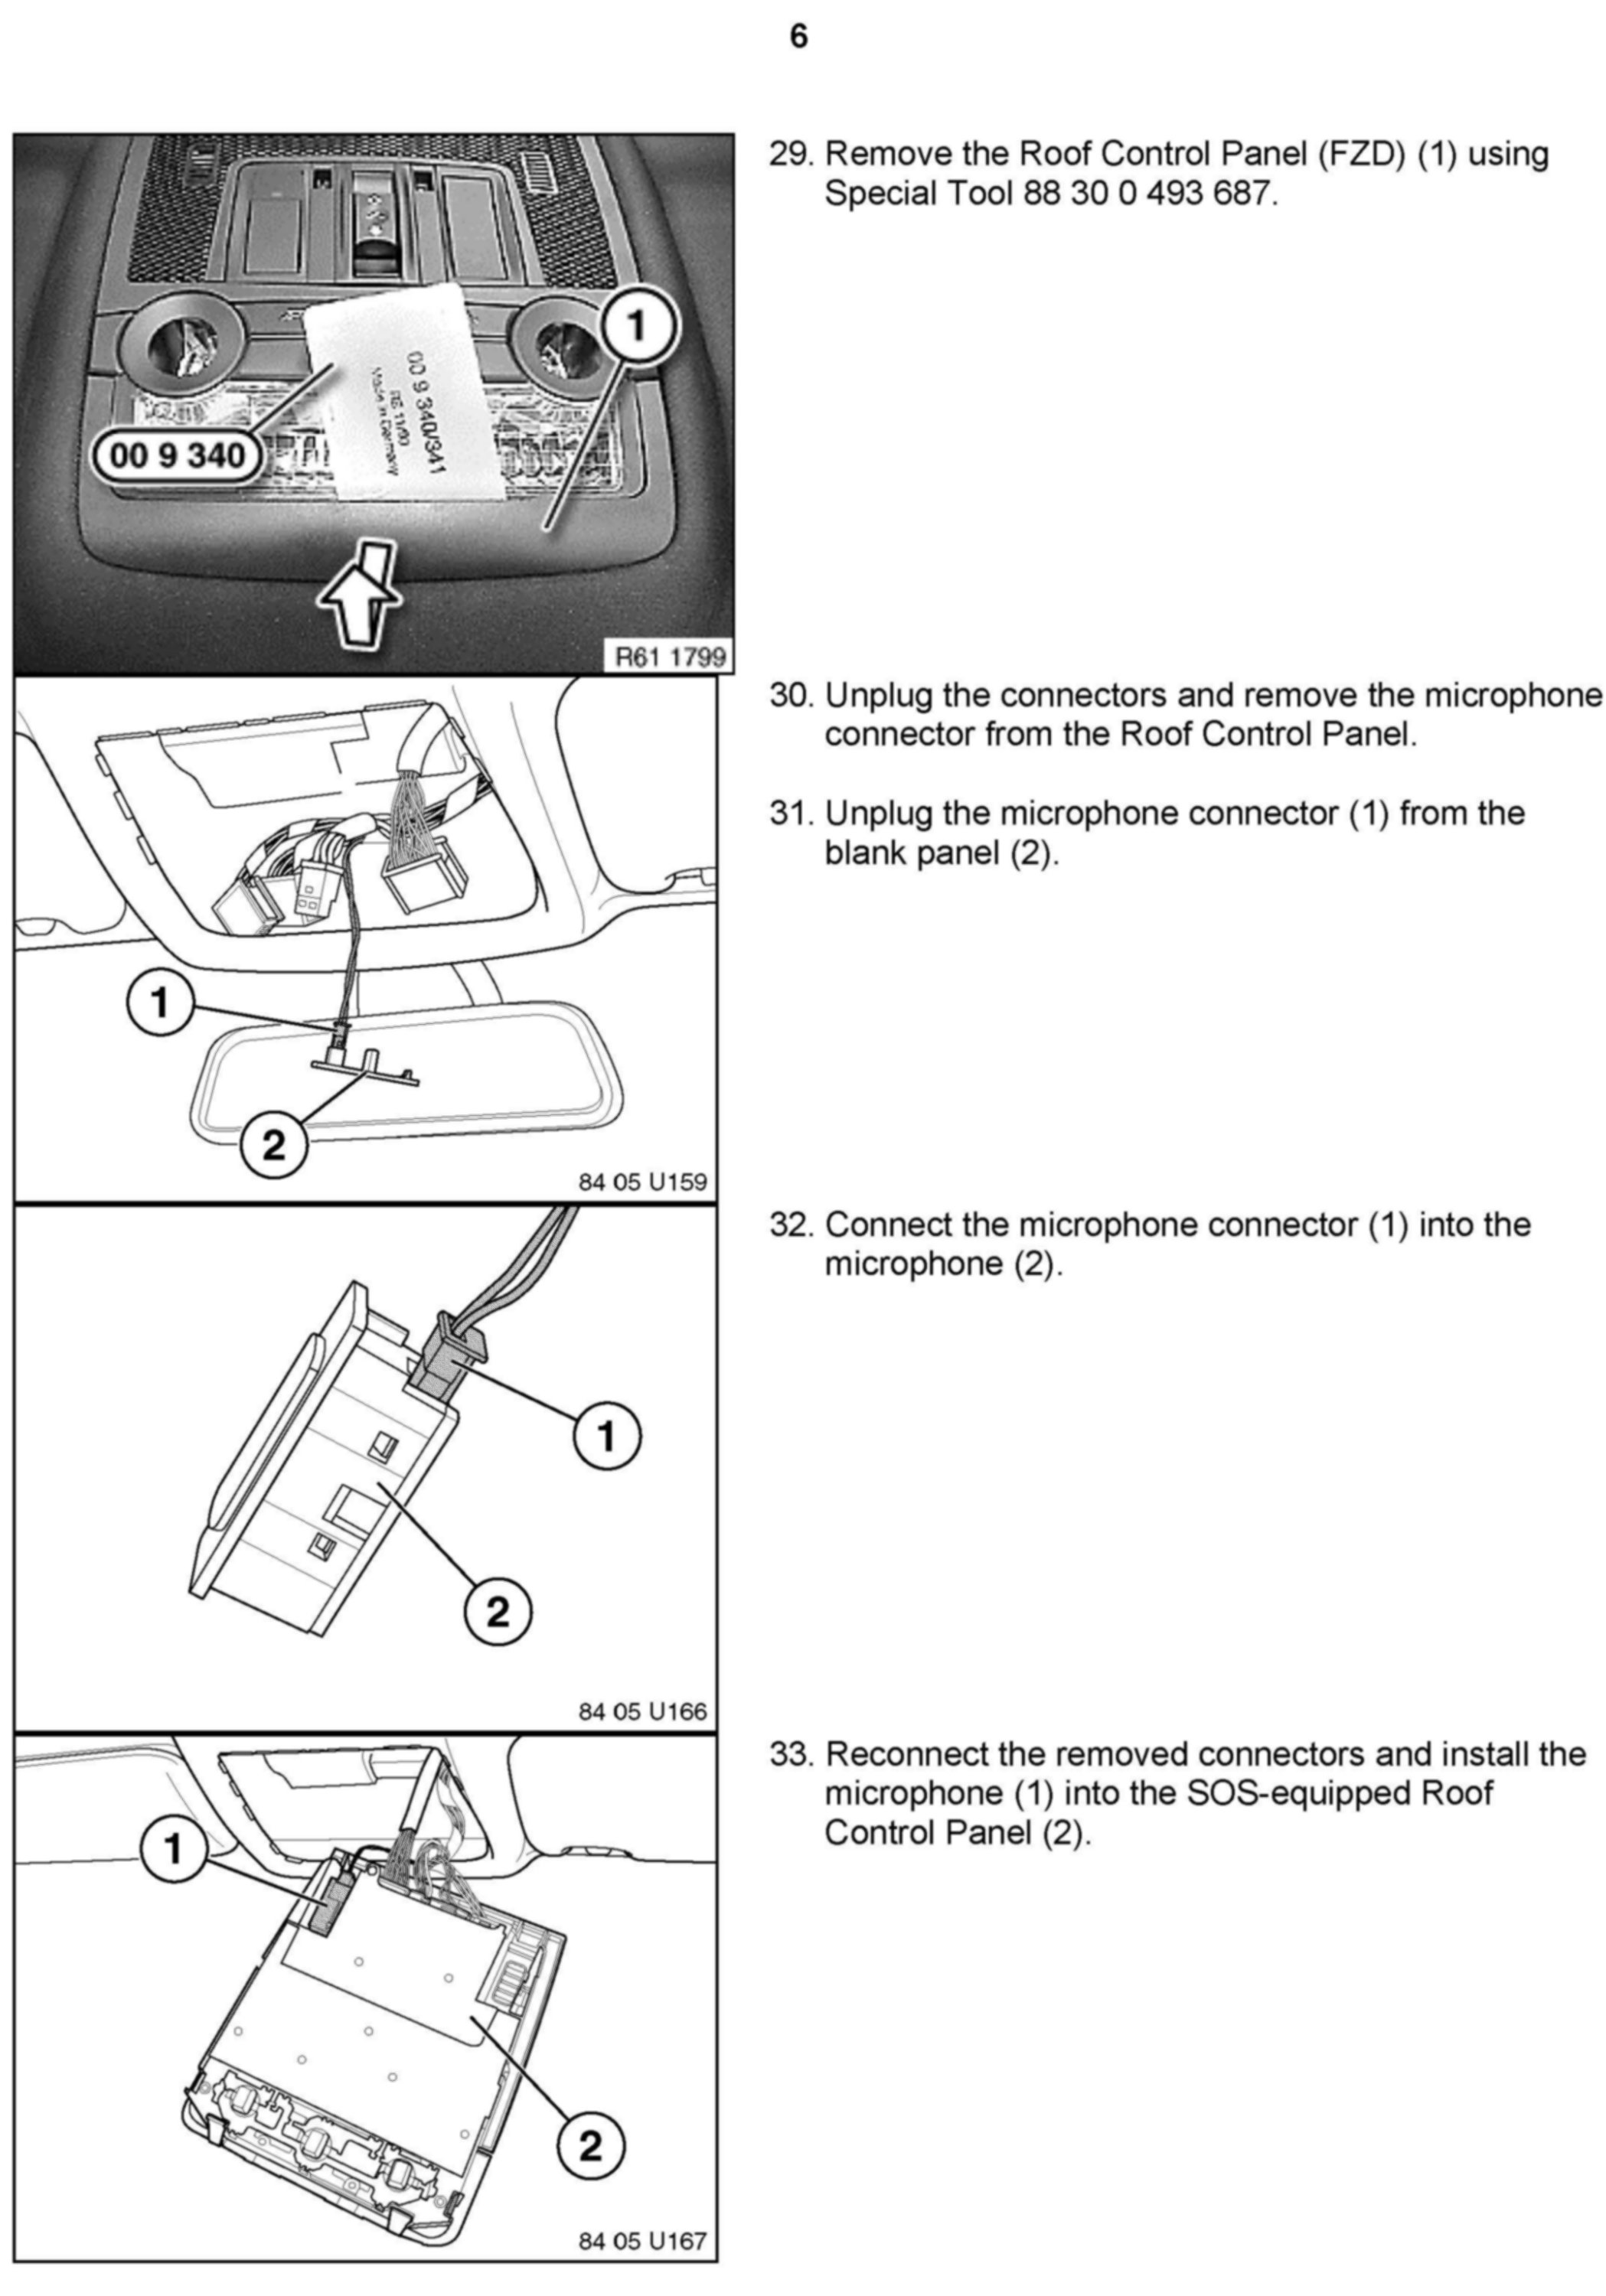 6
29. Remove the Roof Control Panel (FZD) (1) using
Special Tool 88 30 0 493 687.
1
00 9 340/341
Made in Germany
00 9 340
R61 1799
30. Unplug the connectors and remove the microphone
connector from the Roof Control Panel.
31. Unplug the microphone connector (1) from the
blank panel (2).
1
2
84 05 U159
32. Connect the microphone connector (1) into the
microphone (2).
1
2
84 05 U166
33. Reconnect the removed connectors and install the
microphone (1) into the SOS-equipped Roof
Control Panel (2).
1
2
84 05 U167